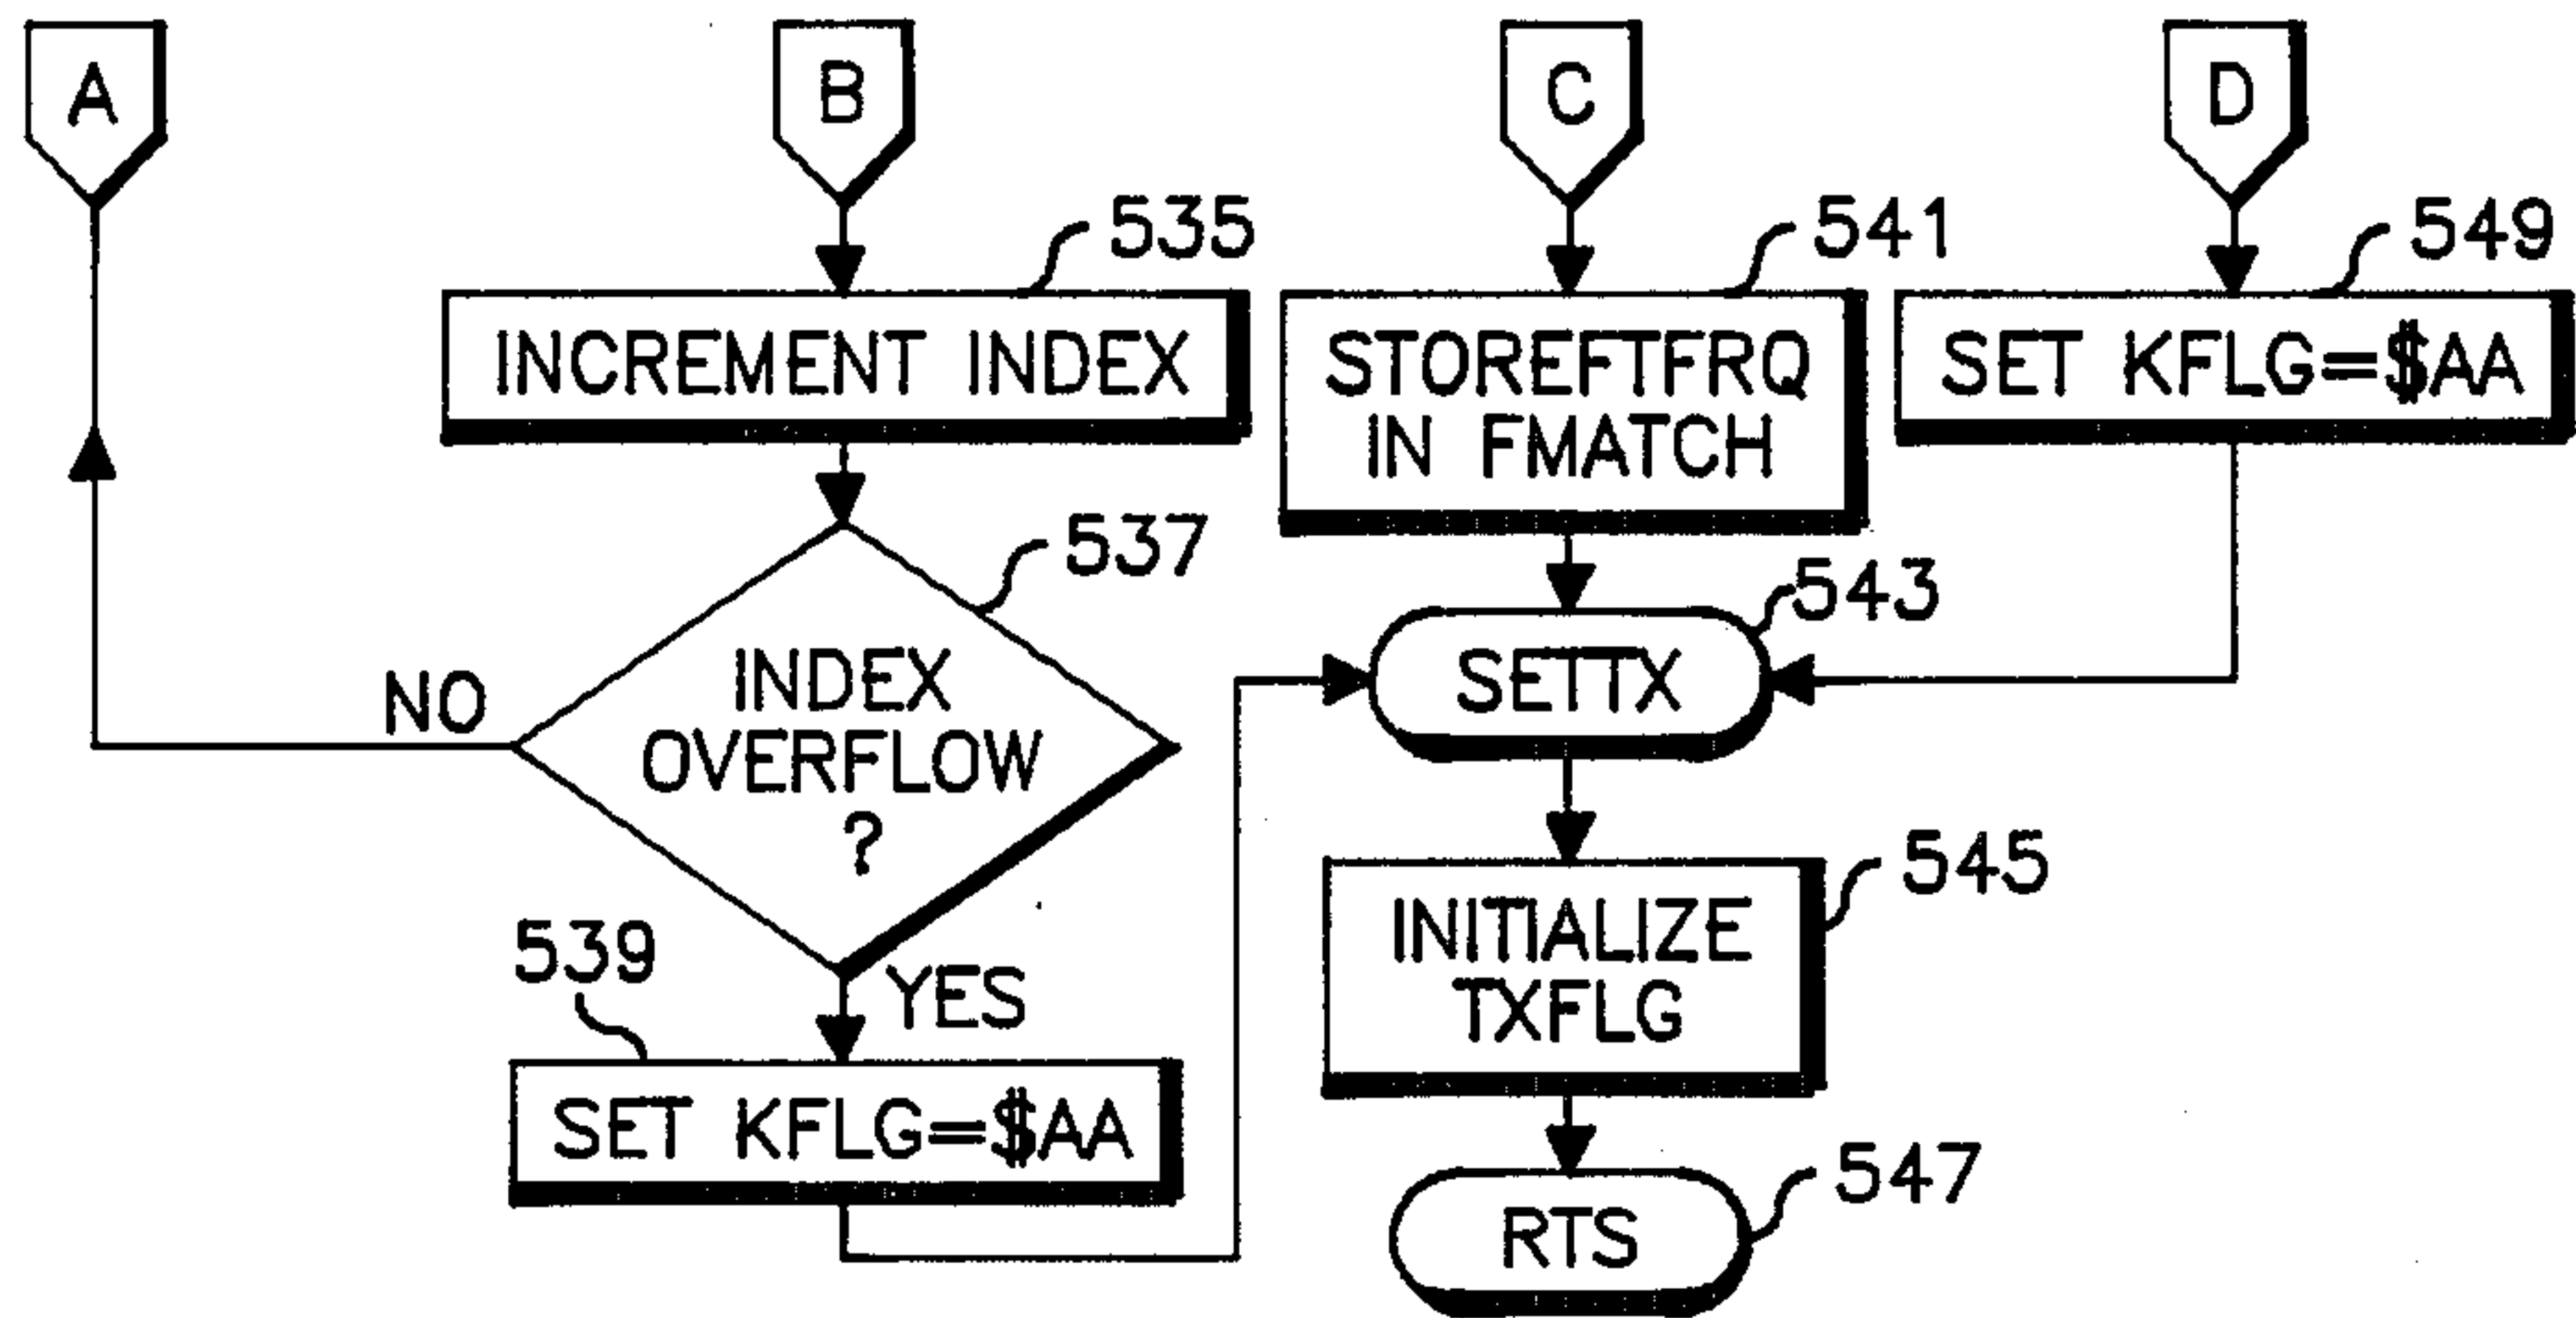 A
B
C
D
535
541
549
INCREMENT INDEX
STOREFTFRQ
IN FMATCH
SET KFLG=$AA
537
543
INDEX
OVERFLOW
?
NO
SETTX
YES
539
545
INITIALIZE
TXFLG
SET KFLG=$AA
547
RTS